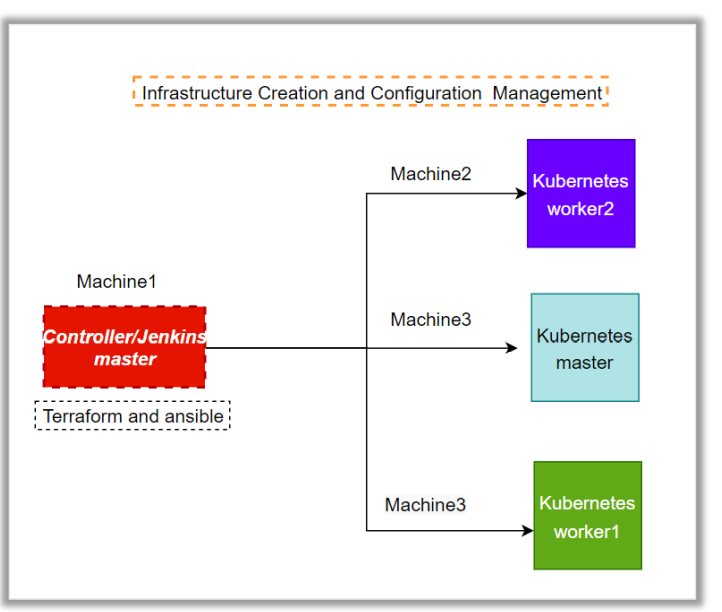 Infrastructure Creation and Configuration Management
Machine2
Kubernetes
worker2
Machine1
Controller/Jenkins
master
Terraform and ansible
Machine3
Kubernetes
master
Machine3
Kubernetes
worker1